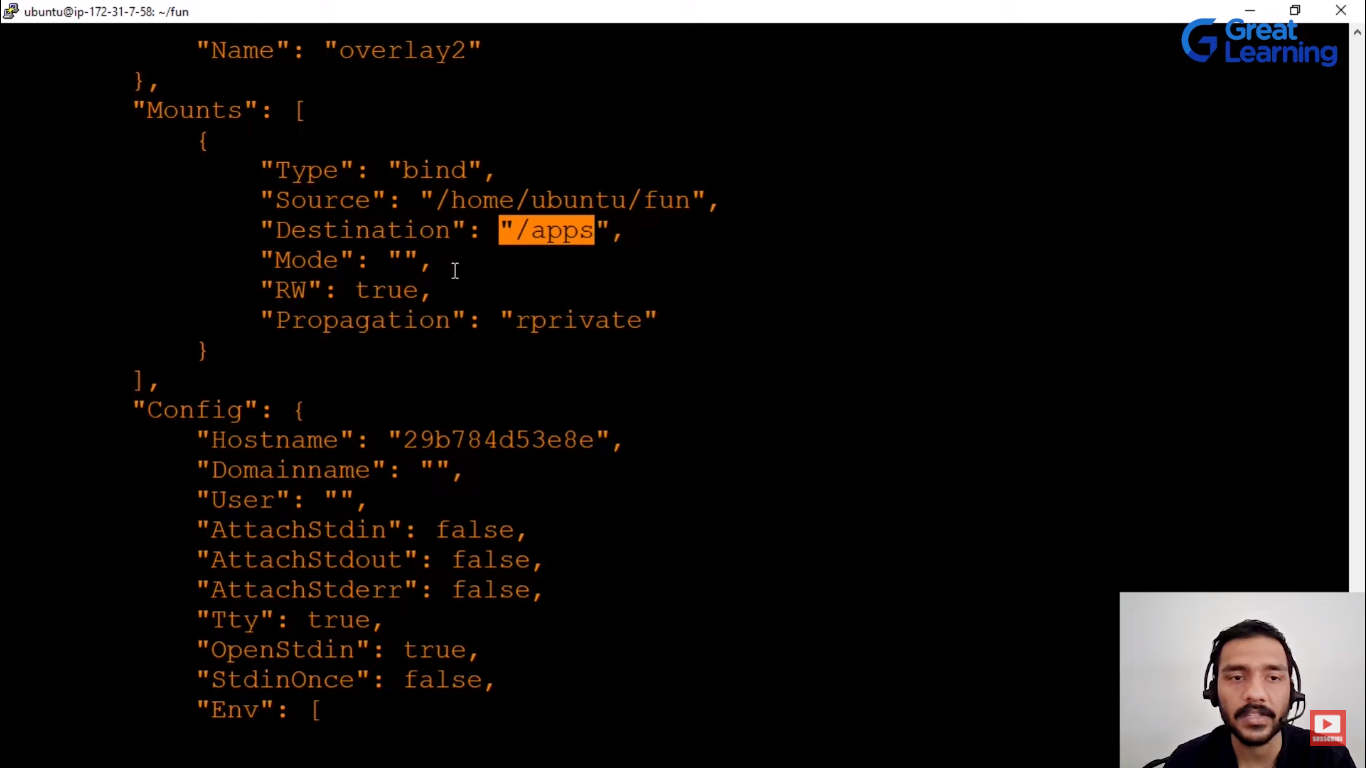 ubuntu@ip-172-31-7-58: ~/fun
Great
Learning
"Name": "overlay2"
},
"Mounts": [
{
"Type": "bind",
"Source": "/home/ubuntu/fun",
"Destination": "/apps",
"Mode": "",
"RW": true,
"Propagation": "rprivate"
}
],
"Config": {
"Hostname": "29b784d53e8e",
"Domainname": "",
"User": "",
"AttachStdin": false,
"AttachStdout": false,
"AttachStderr": false,
"Tty": true,
"OpenStdin": true,
"StdinOnce": false,
"Env": [
SUBSCRIBE